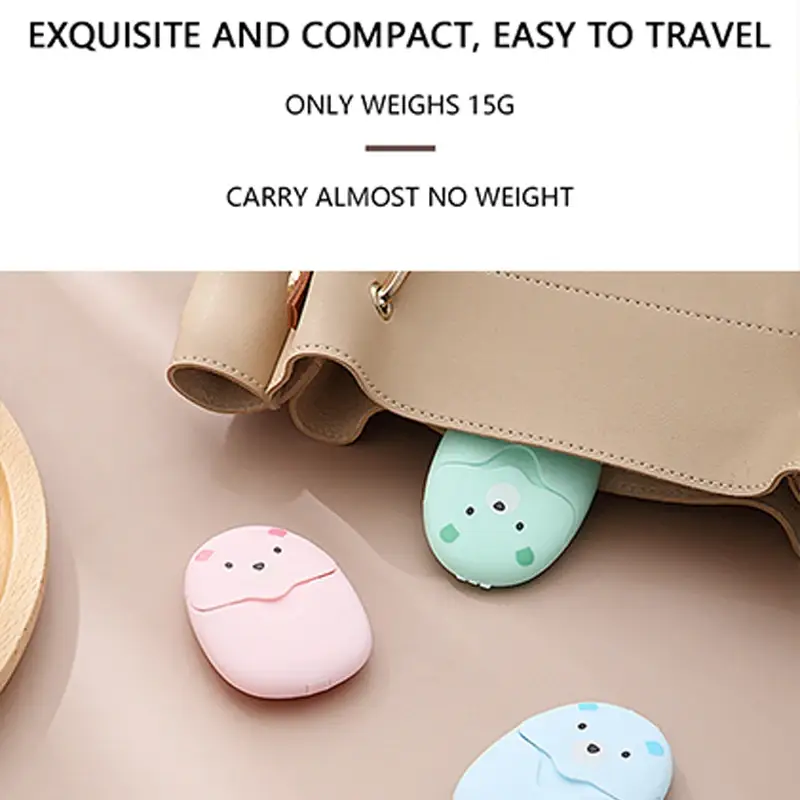 EXQUISITE AND COMPACT, EASY TO TRAVEL
ONLY WEIGHS 15G
CARRY ALMOST NO WEIGHT